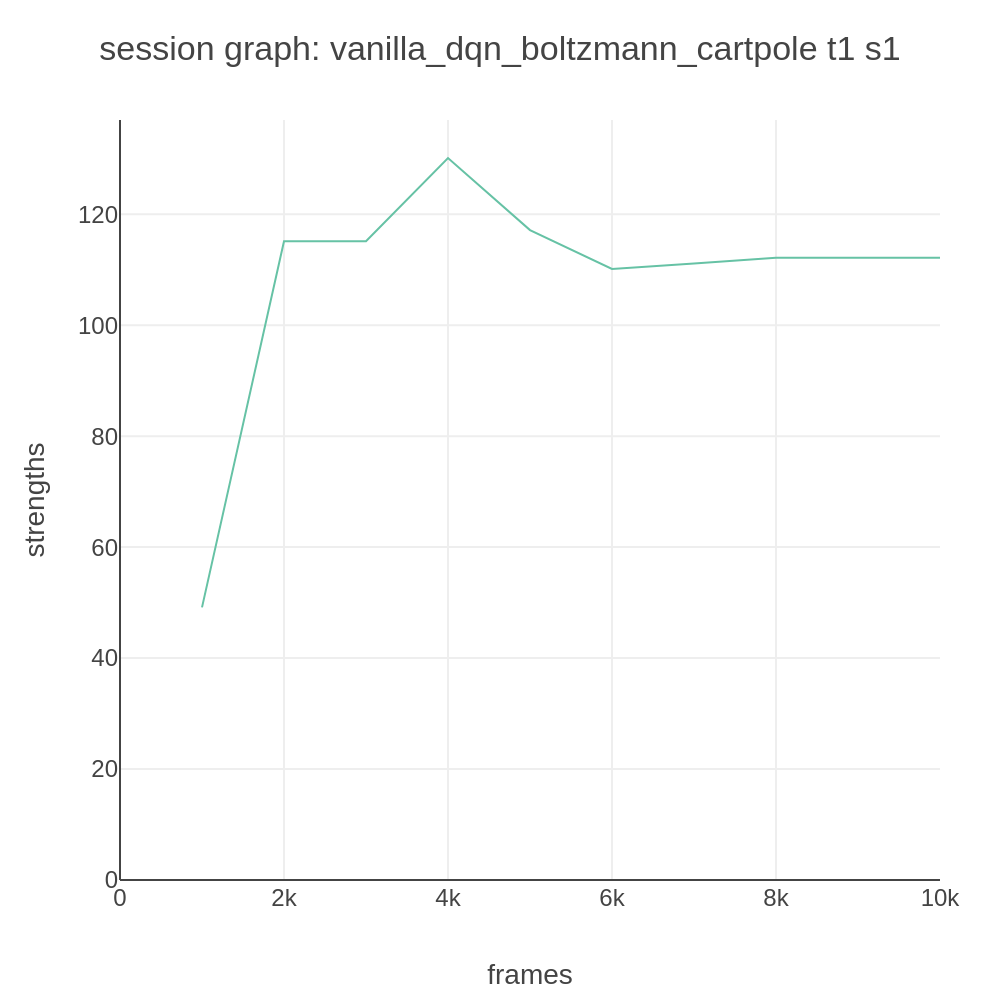 session graph: vanilla_dqn_boltzmann_cartpole t1 s1
120
100
80
60
40
20
0
strengths
0 2k 4k 6k 8k 10k
frames